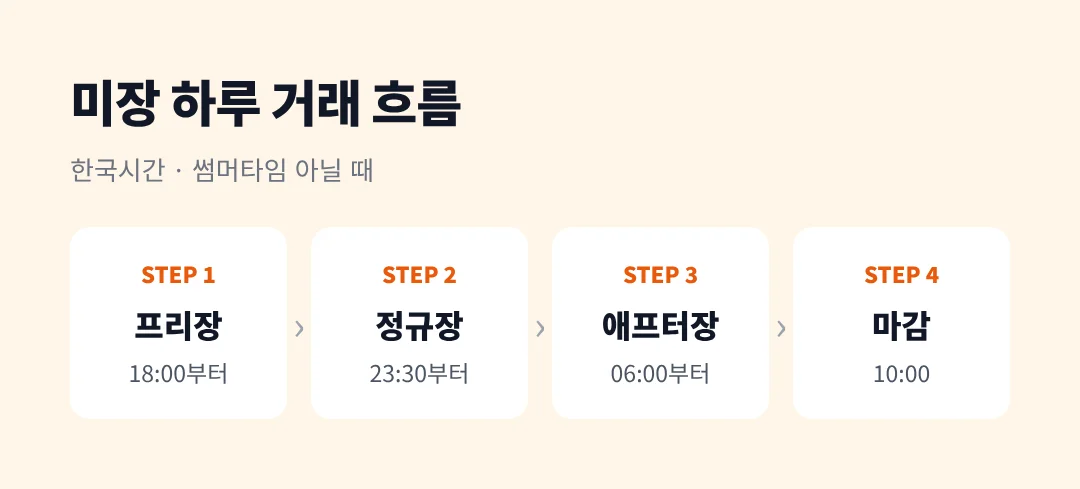 미장 하루 거래 흐름
한국시간 · 썸머타임 아닐 때
STEP 1
프리장
18:00부터
›
STEP 2
정규장
23:30부터
›
STEP 3
애프터장
06:00부터
›
STEP 4
마감
10:00